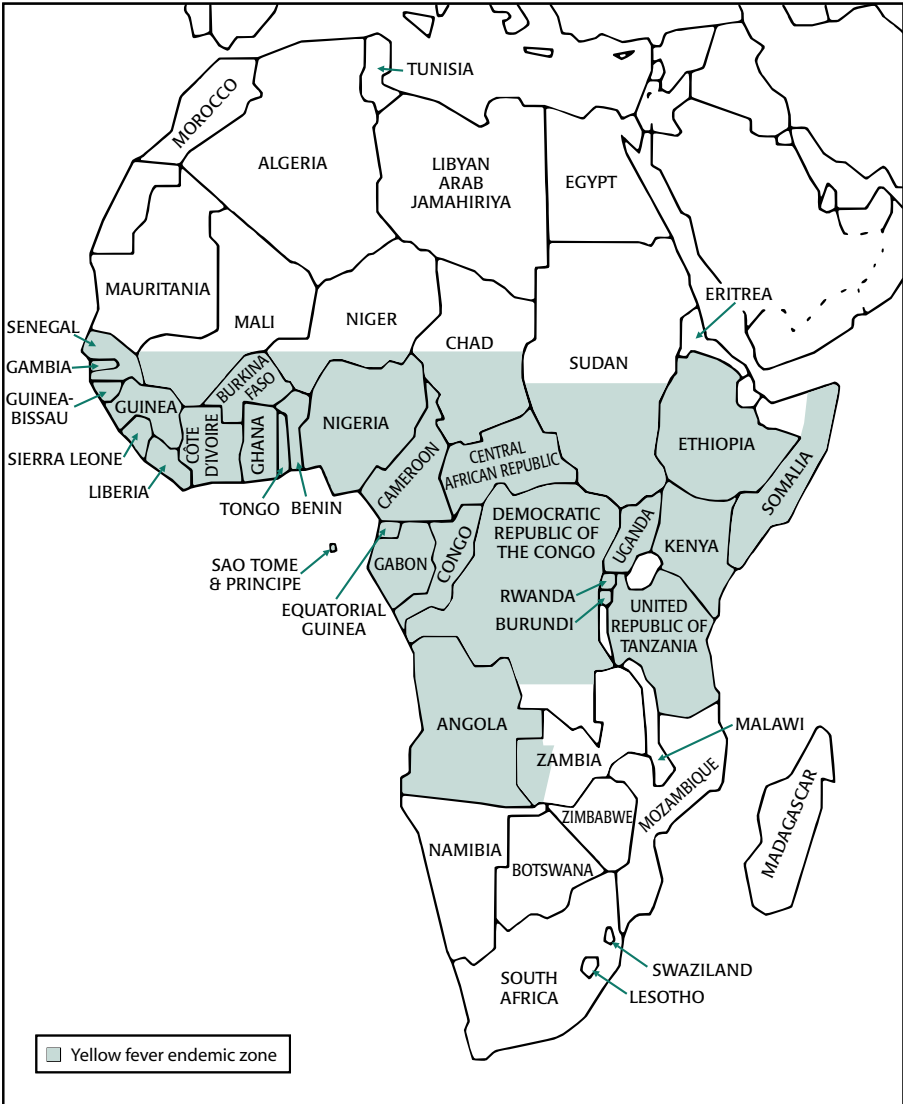 TUNISIA
MOROCCO
ALGERIA
LIBYAN
ARAB
JAMAHIRIYA
EGYPT
MAURITANIA
MALI
NIGER
CHAD
SUDAN
ERITREA
SENEGAL
GAMBIA
GUINEA-
BISSAU
GUINEA
SIERRA LEONE
LIBERIA
CÔTE
D'IVOIRE
BURKINA
FASO
GHANA
TONGO
BENIN
NIGERIA
CAMEROON
CENTRAL
AFRICAN REPUBLIC
ETHIOPIA
SOMALIA
SAO TOME
& PRINCIPE
EQUATORIAL
GUINEA
GABON
CONGO
DEMOCRATIC
REPUBLIC OF
THE CONGO
UGANDA
KENYA
RWANDA
BURUNDI
UNITED
REPUBLIC OF
TANZANIA
ANGOLA
ZAMBIA
MALAWI
MOZAMBIQUE
MADAGASCAR
ZIMBABWE
NAMIBIA
BOTSWANA
SWAZILAND
LESOTHO
SOUTH
AFRICA
Yellow fever endemic zone